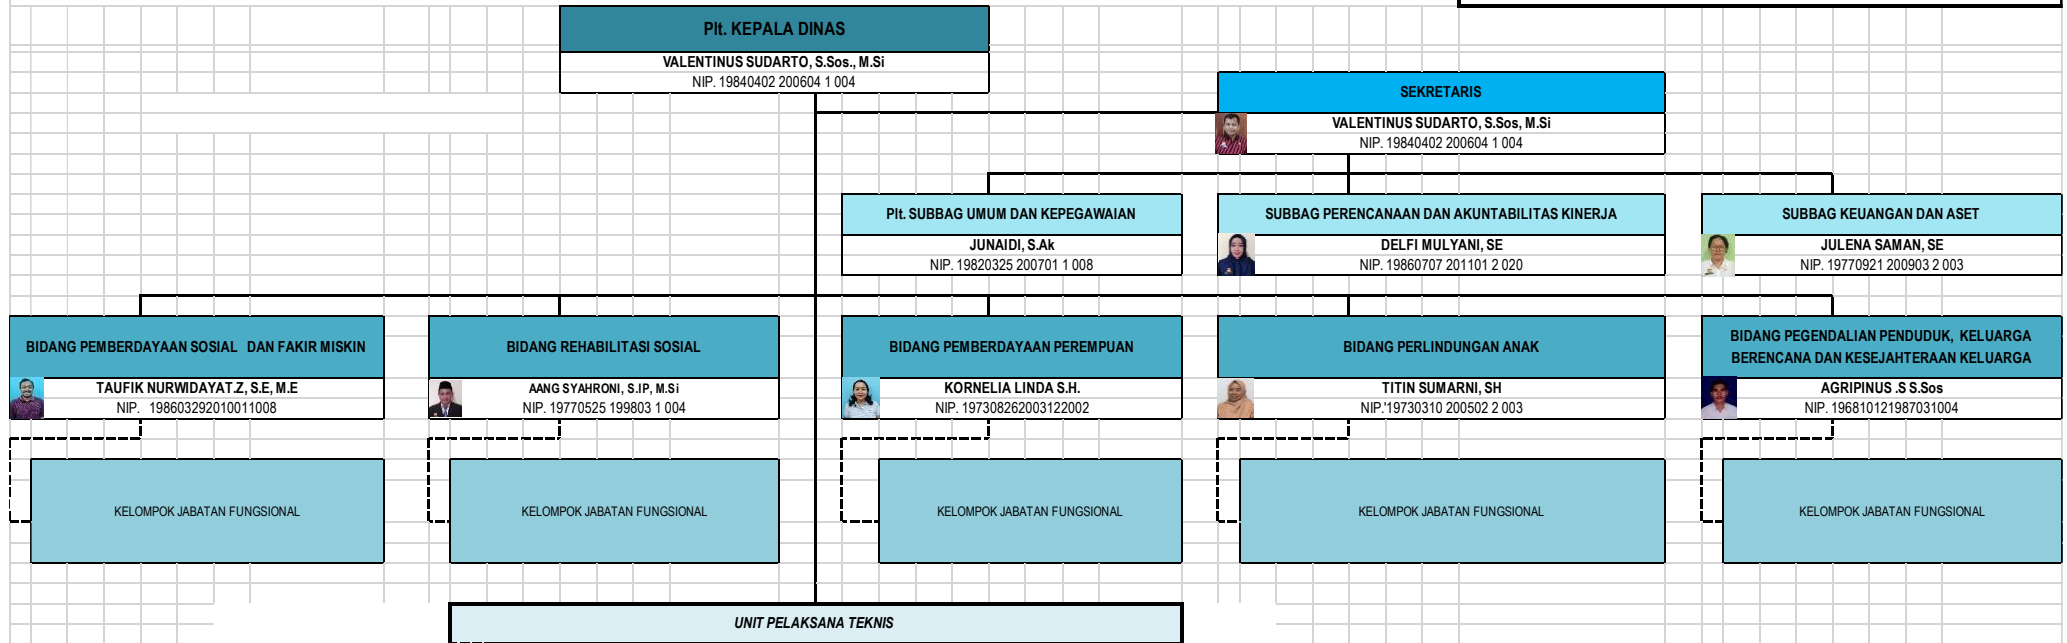 Plt. KEPALA DINAS
VALENTINUS SUDARTO, S.Sos., M.Si
NIP. 19840402 200604 1 004
SEKRETARIS
VALENTINUS SUDARTO, S.Sos, M.Si
NIP. 19840402 200604 1 004
Plt. SUBBAG UMUM DAN KEPEGAWAIAN
JUNAIDI, S.Ak
NIP. 19820325 200701 1 008
SUBBAG PERENCANAAN DAN AKUNTABILITAS KINERJA
DELFI MULYANI, SE
NIP. 19860707 201101 2 020
SUBBAG KEUANGAN DAN ASET
JULENA SAMAN, SE
NIP. 19770921 200903 2 003
BIDANG PEMBERDAYAAN SOSIAL DAN FAKIR MISKIN
TAUFIK NURWIDAYAT.Z, S.E, M.E
NIP. 198603292010011008
BIDANG REHABILITASI SOSIAL
AANG SYAHRONI, S.IP, M.Si
NIP. 19770525 199803 1 004
BIDANG PEMBERDAYAAN PEREMPUAN
KORNELIA LINDA S.H.
NIP. 197308262003122002
BIDANG PERLINDUNGAN ANAK
TITIN SUMARNI, SH
NIP.'19730310 200502 2 003
BIDANG PEGENDALIAN PENDUDUK, KELUARGA
BERENCANA DAN KESEJAHTERAAN KELUARGA
AGRIPINUS .S S.Sos
NIP. 196810121987031004
KELOMPOK JABATAN FUNGSIONAL
KELOMPOK JABATAN FUNGSIONAL
KELOMPOK JABATAN FUNGSIONAL
KELOMPOK JABATAN FUNGSIONAL
KELOMPOK JABATAN FUNGSIONAL
UNIT PELAKSANA TEKNIS